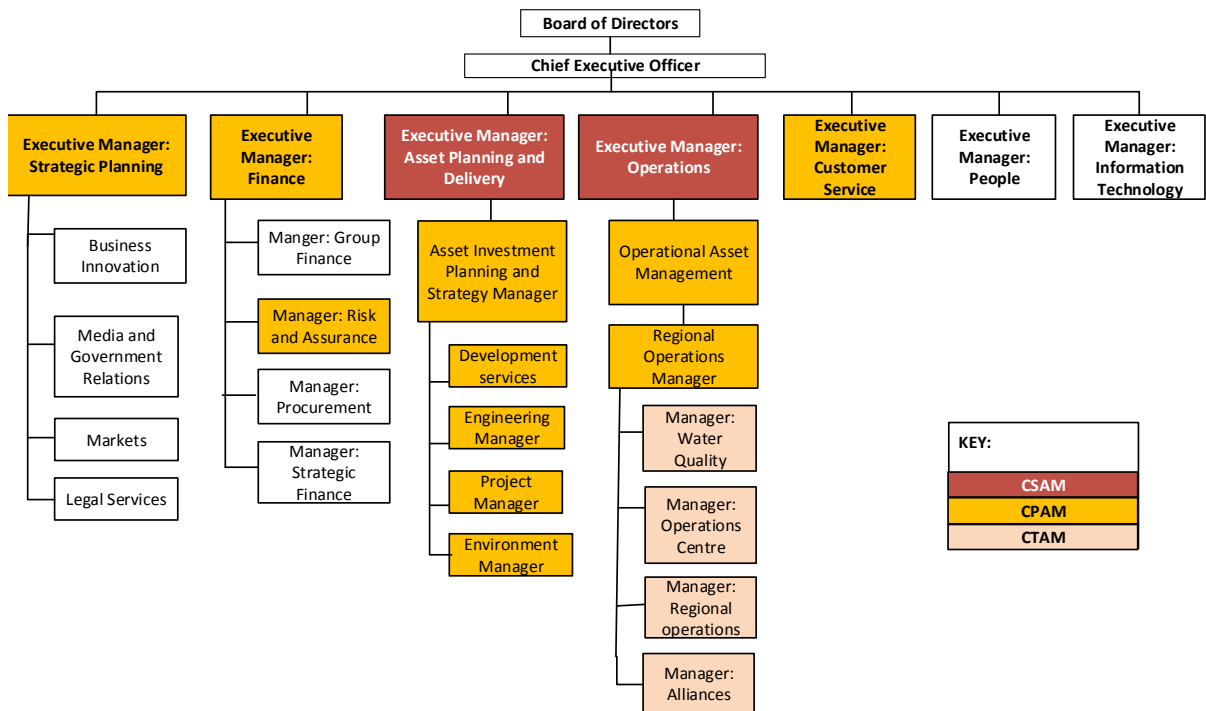 Board of Directors
Chief Executive Officer
Executive Manager:
Strategic Planning
Executive
Manager:
Finance
Executive Manager:
Asset Planning and
Delivery
Executive Manager:
Operations
Executive
Manager:
Customer
Service
Executive
Manager:
People
Executive
Manager:
Information
Technology
Business
Innovation
Media and
Government
Relations
Markets
Legal Services
Manger: Group
Finance
Manager: Risk
and Assurance
Manager:
Procurement
Manager:
Strategic
Finance
Asset Investment
Planning and
Strategy Manager
Development
services
Engineering
Manager
Project
Manager
Environment
Manager
Operational Asset
Management
Regional
Operations
Manager
Manager:
Water
Quality
Manager:
Operations
Centre
Manager:
Regional
operations
Manager:
Alliances
KEY:
CSAM
CPAM
CTAM